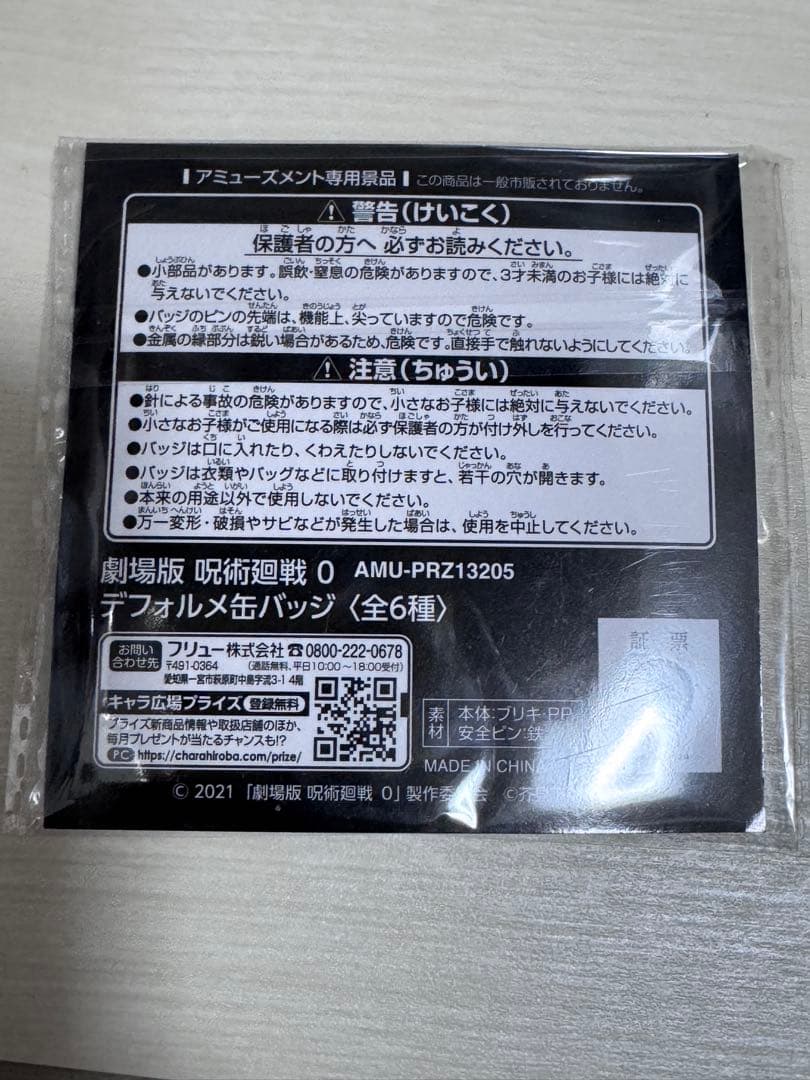 アミューズメント専用景品 この商品は一般市販されておりません。
⚠ 警告(けいこく)
保護者の方へ 必ずお読みください。
●小部品があります。誤飲・窒息の危険がありますので、3才未満のお子様には絶対に
与えないでください。
●バッジのピンの先端は、機能上、尖っていますので危険です。
●金属の縁部分は鋭い場合があるため、危険です。直接手で触れないようにしてください。
⚠ 注意(ちゅうい)
●針による事故の危険がありますので、小さなお子様には絶対に与えないでください。
●小さなお子様がご使用になる際は必ず保護者の方が付け外しを行ってください。
●バッジは口に入れたり、くわえたりしないでください。
●バッジは衣類やバッグなどに取り付けますと、若干の穴が開きます。
●本来の用途以外で使用しないでください。
●万一変形・破損やサビなどが発生した場合は、使用を中止してください。
劇場版 呪術廻戦 0 AMU-PRZ13205
デフォルメ缶バッジ〈全6種〉
お問い合わせ先 フリュー株式会社 ☎0800-222-0678
〒491-0364 (通話無料、平日10:00~18:00受付)
愛知県一宮市萩原町中島字流3-1 4階
キャラ広場プライズ 登録無料
プライズ新商品情報や取扱店舗のほか、
毎月プレゼントが当たるチャンスも!?
PC https://charahiroba.com/prize/
素材 本体:ブリキ・PP
安全ピン:鉄
MADE IN CHINA
証票
© 2021「劇場版 呪術廻戦 0」製作委員会 ©芥見